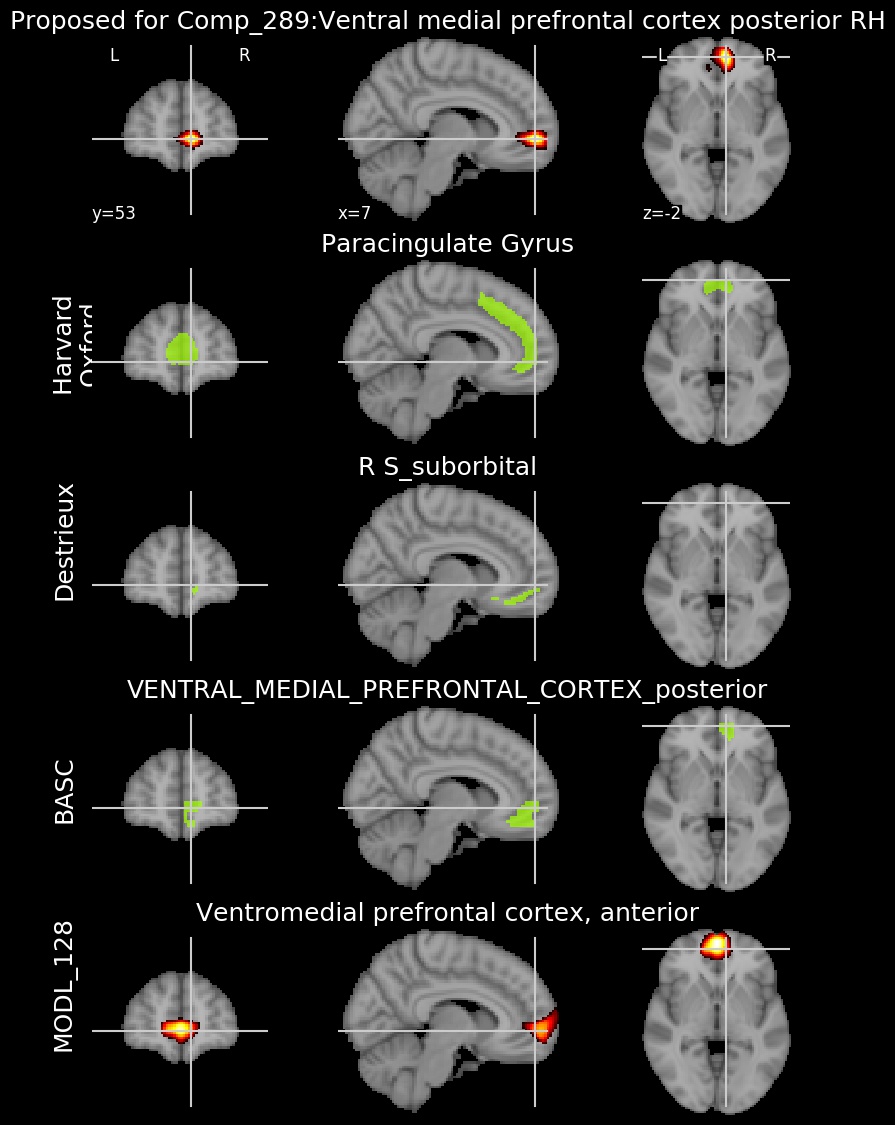 Proposed for Comp_289:Ventral medial prefrontal cortex posterior RH
L R L R
y=53 x=7 z=-2
Paracingulate Gyrus
Harvard
Oxford
R S_suborbital
Destrieux
VENTRAL_MEDIAL_PREFRONTAL_CORTEX_posterior
BASC
Ventromedial prefrontal cortex, anterior
MODL_128